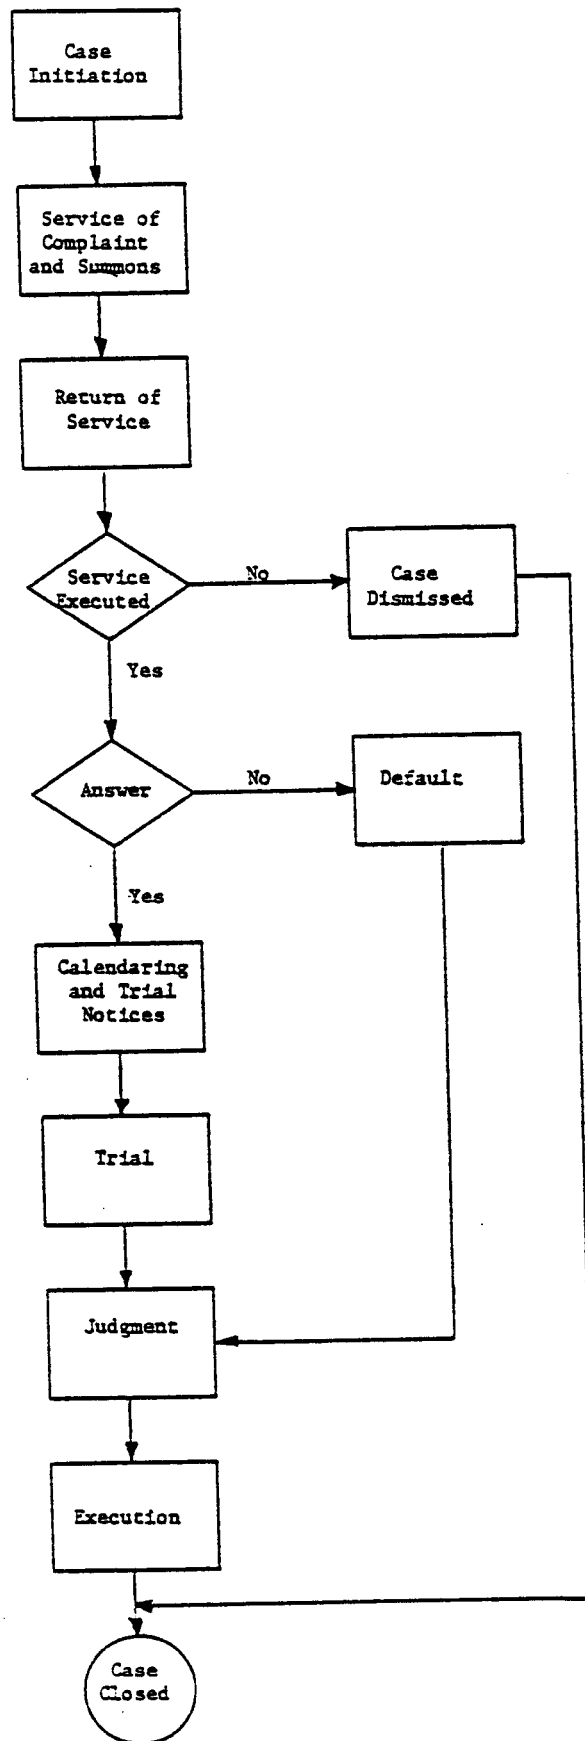 Case
Initiation
Service of
Complaint
and Summons
Return of
Service
Service
Executed
No
Case
Dismissed
Yes
Answer
No
Default
Yes
Calendaring
and Trial
Notices
Trial
Judgment
Execution
Case
Closed